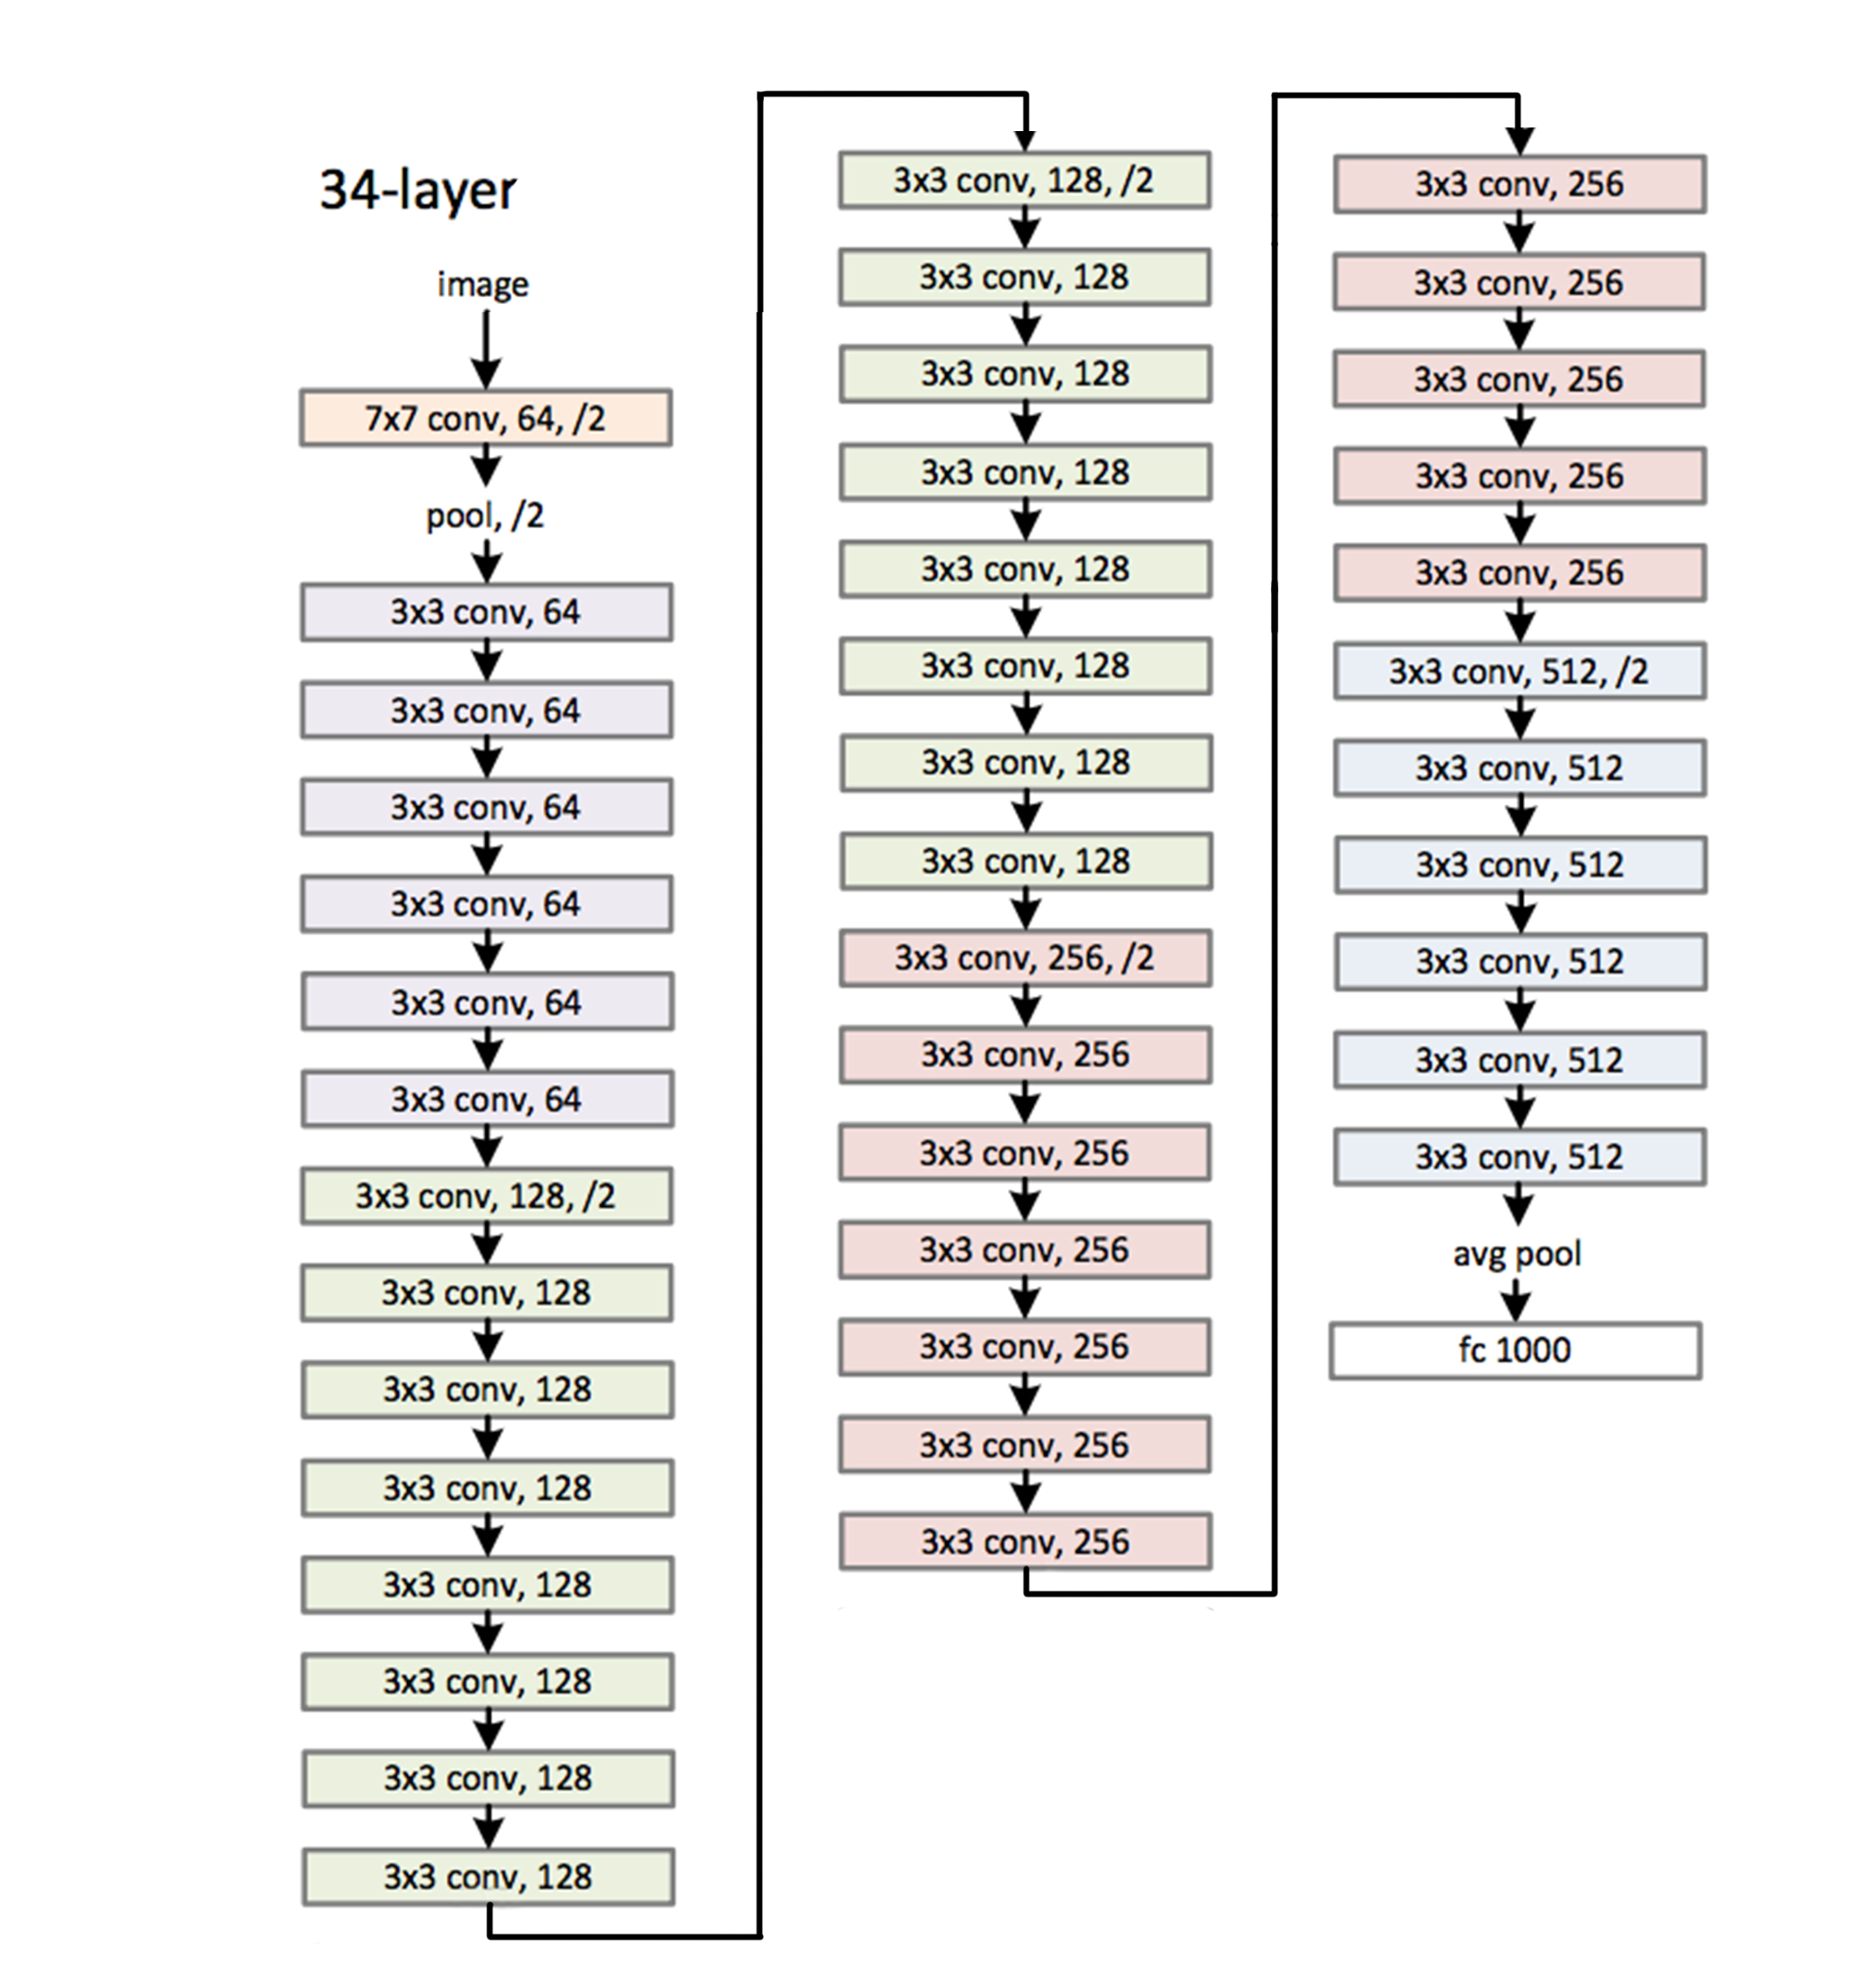 34-layer
image
7x7 conv, 64, /2
pool, /2
3x3 conv, 64
3x3 conv, 64
3x3 conv, 64
3x3 conv, 64
3x3 conv, 64
3x3 conv, 64
3x3 conv, 128, /2
3x3 conv, 128
3x3 conv, 128
3x3 conv, 128
3x3 conv, 128
3x3 conv, 128
3x3 conv, 128
3x3 conv, 128
3x3 conv, 128, /2
3x3 conv, 128
3x3 conv, 128
3x3 conv, 128
3x3 conv, 128
3x3 conv, 128
3x3 conv, 128
3x3 conv, 128
3x3 conv, 256, /2
3x3 conv, 256
3x3 conv, 256
3x3 conv, 256
3x3 conv, 256
3x3 conv, 256
3x3 conv, 256
3x3 conv, 256
3x3 conv, 256
3x3 conv, 256
3x3 conv, 256
3x3 conv, 256
3x3 conv, 512, /2
3x3 conv, 512
3x3 conv, 512
3x3 conv, 512
3x3 conv, 512
3x3 conv, 512
avg pool
fc 1000